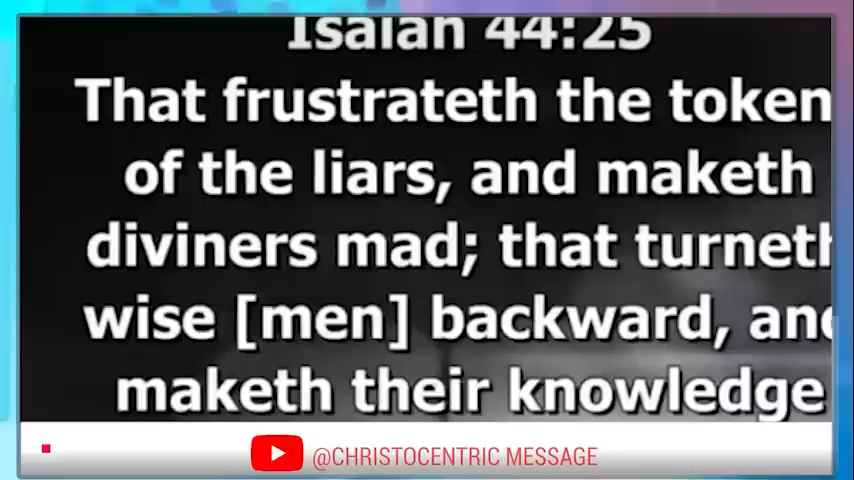 Isaiah 44:25
That frustrateth the token
of the liars, and maketh
diviners mad; that turneth
wise [men] backward, and
maketh their knowledge
@CHRISTOCENTRIC MESSAGE